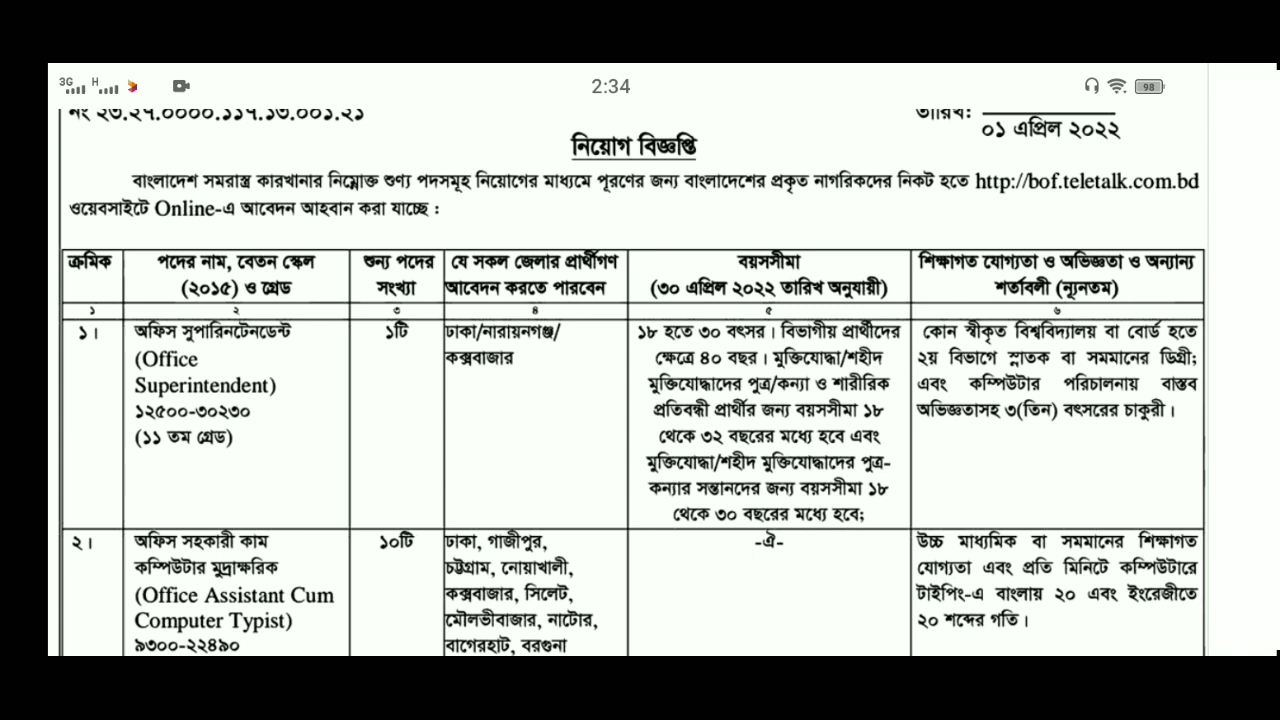 3G H 2:34 98
নং ২৩.২৭.০০০০.১১৭.১৩.০০১.২১ তারিখ:
০১ এপ্রিল ২০২২
নিয়োগ বিজ্ঞপ্তি
বাংলাদেশ সমরাস্ত্র কারখানার নিম্নোক্ত শুণ্য পদসমূহ নিয়োগের মাধ্যমে পূরণের জন্য বাংলাদেশের প্রকৃত নাগরিকদের নিকট হতে http://bof.teletalk.com.bd
ওয়েবসাইটে Online-এ আবেদন আহবান করা যাচ্ছে :
ক্রমিক
পদের নাম, বেতন স্কেল
(২০১৫) ও গ্রেড
শুন্য পদের
সংখ্যা
যে সকল জেলার প্রার্থীগণ
আবেদন করতে পারবেন
বয়সসীমা
(৩০ এপ্রিল ২০২২ তারিখ অনুযায়ী)
শিক্ষাগত যোগ্যতা ও অভিজ্ঞতা ও অন্যান্য
শর্তাবলী (ন্যূনতম)
১ ২ ৩ ৪ ৫ ৬
১।
অফিস সুপারিনটেনডেন্ট
(Office
Superintendent)
১২৫০০-৩০২৩০
(১১ তম গ্রেড)
১টি
ঢাকা/নারায়নগঞ্জ/
কক্সবাজার
১৮ হতে ৩০ বৎসর। বিভাগীয় প্রার্থীদের
ক্ষেত্রে ৪০ বছর। মুক্তিযোদ্ধা/শহীদ
মুক্তিযোদ্ধাদের পুত্র/কন্যা ও শারীরিক
প্রতিবন্ধী প্রার্থীর জন্য বয়সসীমা ১৮
থেকে ৩২ বছরের মধ্যে হবে এবং
মুক্তিযোদ্ধা/শহীদ মুক্তিযোদ্ধাদের পুত্র-
কন্যার সন্তানদের জন্য বয়সসীমা ১৮
থেকে ৩০ বছরের মধ্যে হবে;
কোন স্বীকৃত বিশ্ববিদ্যালয় বা বোর্ড হতে
২য় বিভাগে স্নাতক বা সমমানের ডিগ্রী;
এবং কম্পিউটার পরিচালনায় বাস্তব
অভিজ্ঞতাসহ ৩(তিন) বৎসরের চাকুরী।
২।
অফিস সহকারী কাম
কম্পিউটার মুদ্রাক্ষরিক
(Office Assistant Cum
Computer Typist)
৯৩০০-২২৪৯০
১০টি
ঢাকা, গাজীপুর,
চট্টগ্রাম, নোয়াখালী,
কক্সবাজার, সিলেট,
মৌলভীবাজার, নাটোর,
বাগেরহাট, বরগুনা
-ঐ-
উচ্চ মাধ্যমিক বা সমমানের শিক্ষাগত
যোগ্যতা এবং প্রতি মিনিটে কম্পিউটারে
টাইপিং-এ বাংলায় ২০ এবং ইংরেজীতে
২০ শব্দের গতি।